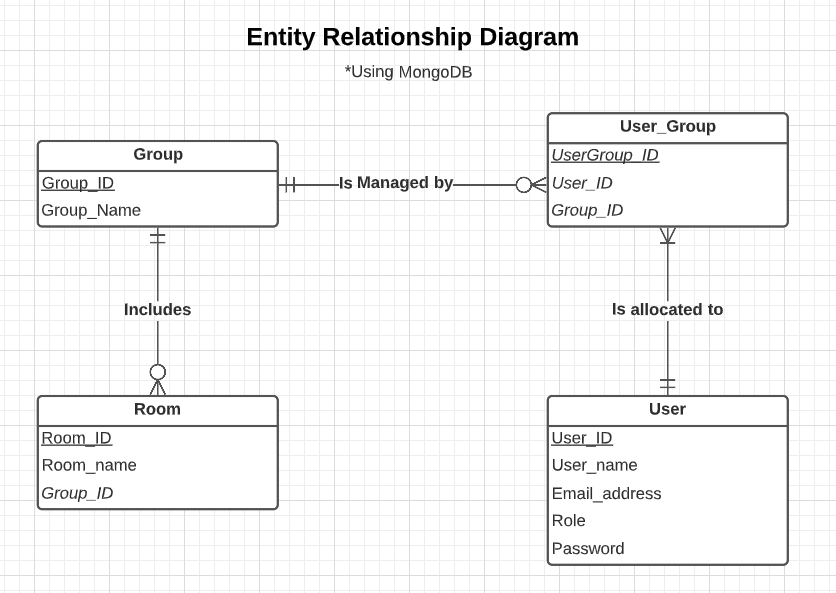 Entity Relationship Diagram
*Using MongoDB
Group
Group_ID
Group_Name
Is Managed by
User_Group
UserGroup_ID
User_ID
Group_ID
Includes
Is allocated to
Room
Room_ID
Room_name
Group_ID
User
User_ID
User_name
Email_address
Role
Password